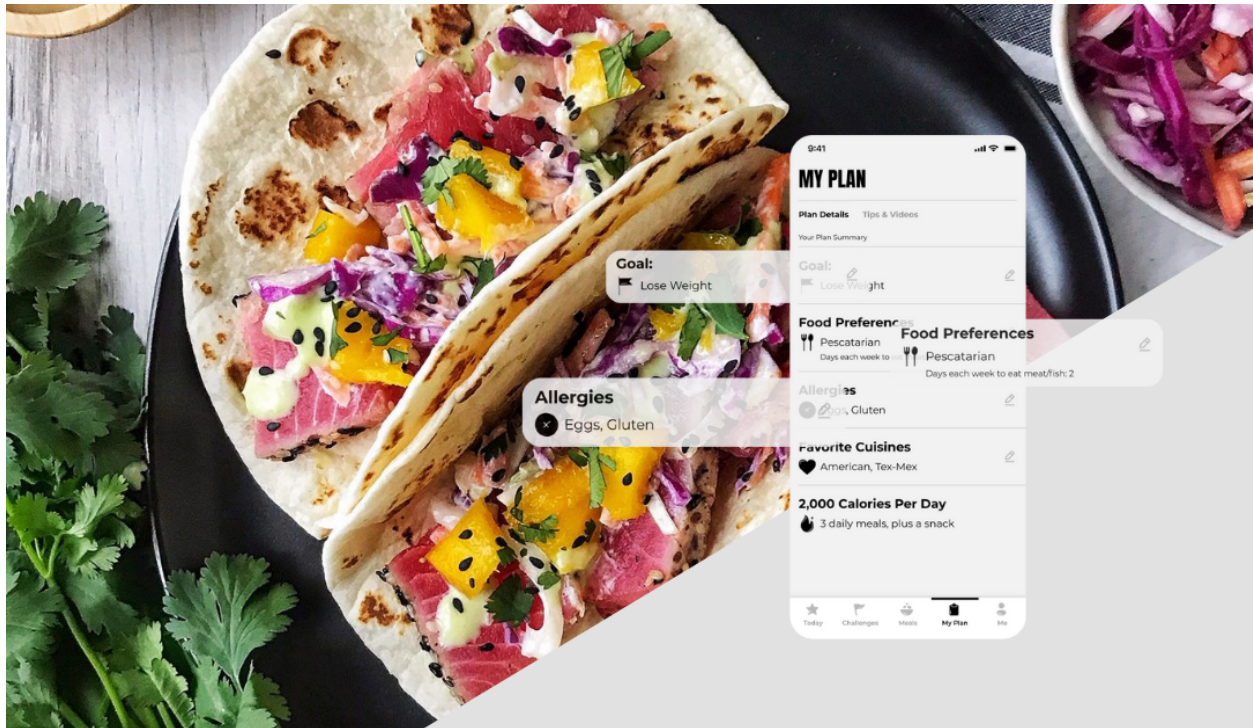 9:41
MY PLAN
Plan Details Tips & Videos
Your Plan Summary
Goal:
Lose Weight
Goal:
Lose Weight
Food Preferences
Pescatarian
Days each week to
Food Preferences
Pescatarian
Days each week to eat meat/fish: 2
Allergies
Eggs, Gluten
Allergies
Eggs, Gluten
Favorite Cuisines
American, Tex-Mex
2,000 Calories Per Day
3 daily meals, plus a snack
Today Challenges Meals My Plan Me